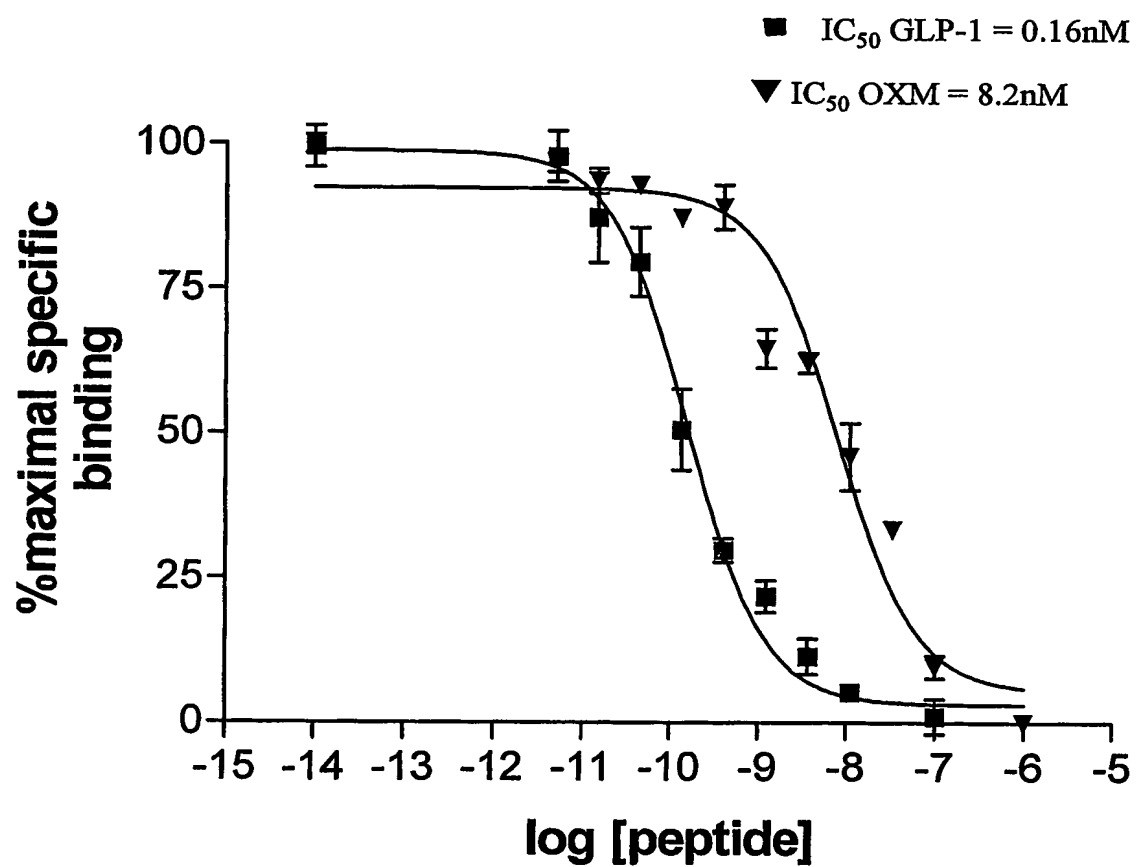 IC₅₀ GLP-1 = 0.16nM
IC₅₀ OXM = 8.2nM
100
75
50
25
0
%maximal specific
binding
-15 -14 -13 -12 -11 -10 -9 -8 -7 -6 -5
log [peptide]